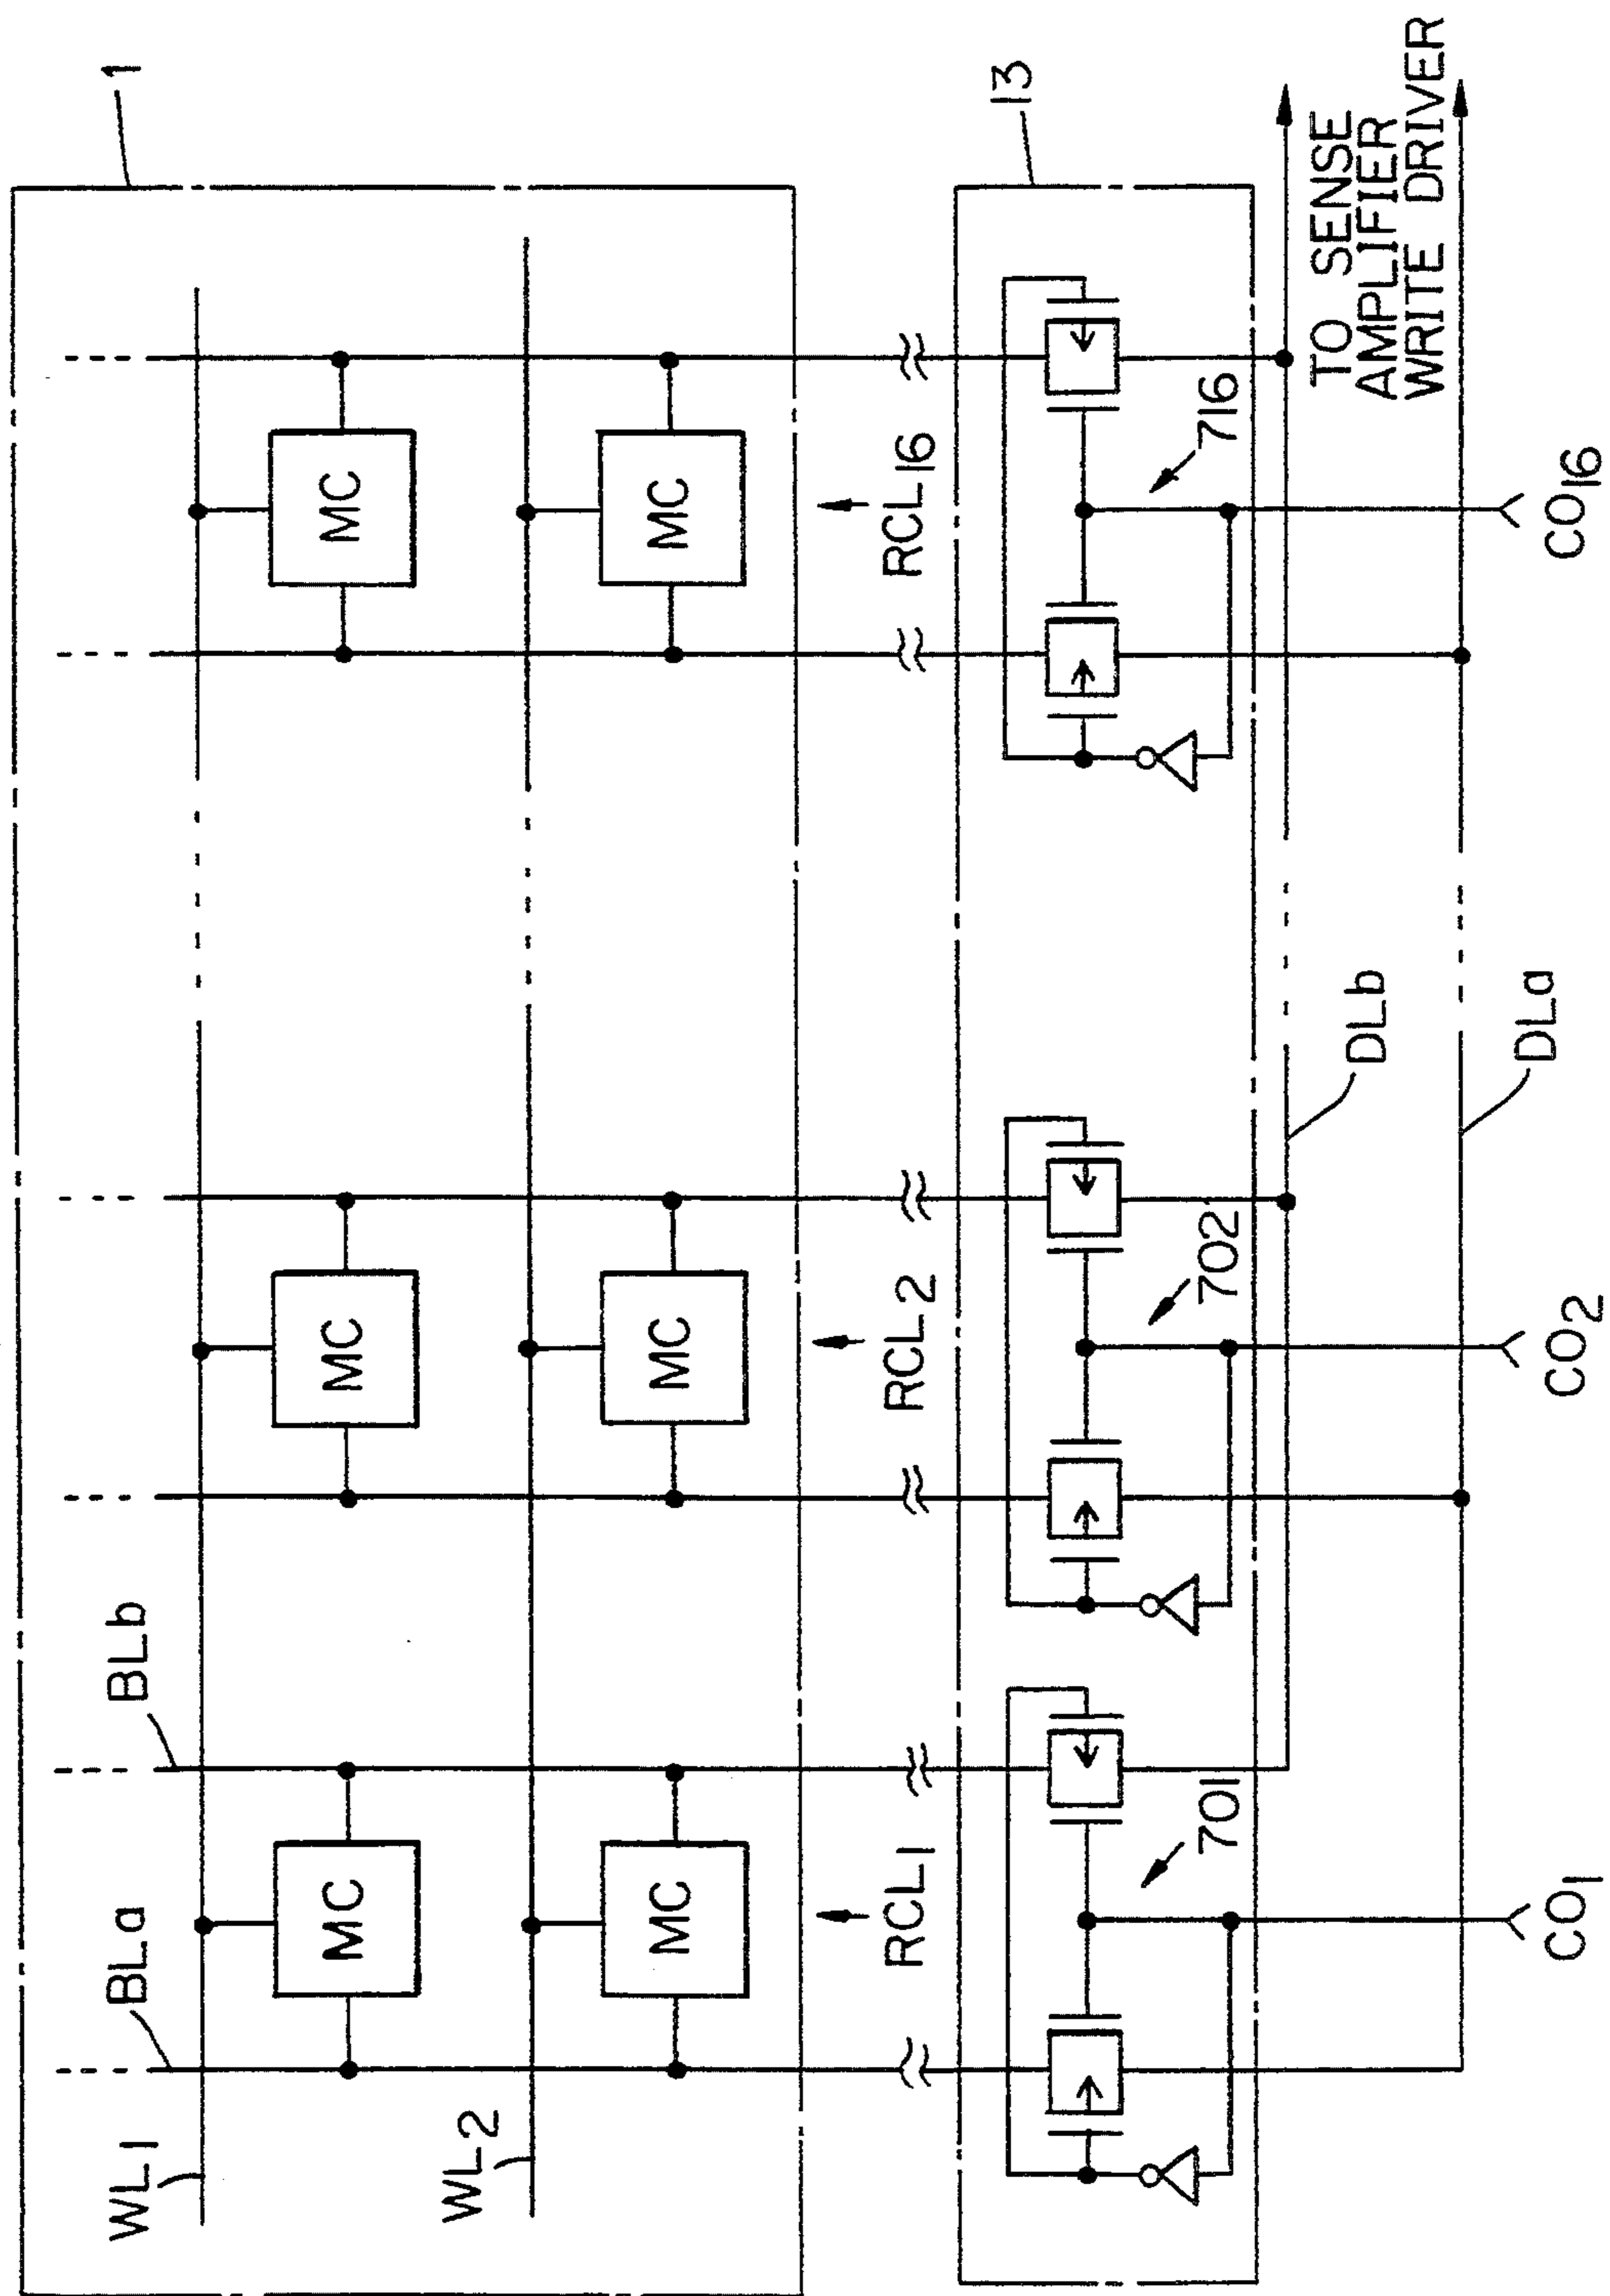 1
BLa
BLb
WL1
MC
MC
MC
WL2
MC
MC
MC
RCL1
RCL2
RCL16
13
701
702
716
DLb
DLa
TO SENSE
AMPLIFIER
WRITE DRIVER
CO1
CO2
CO16